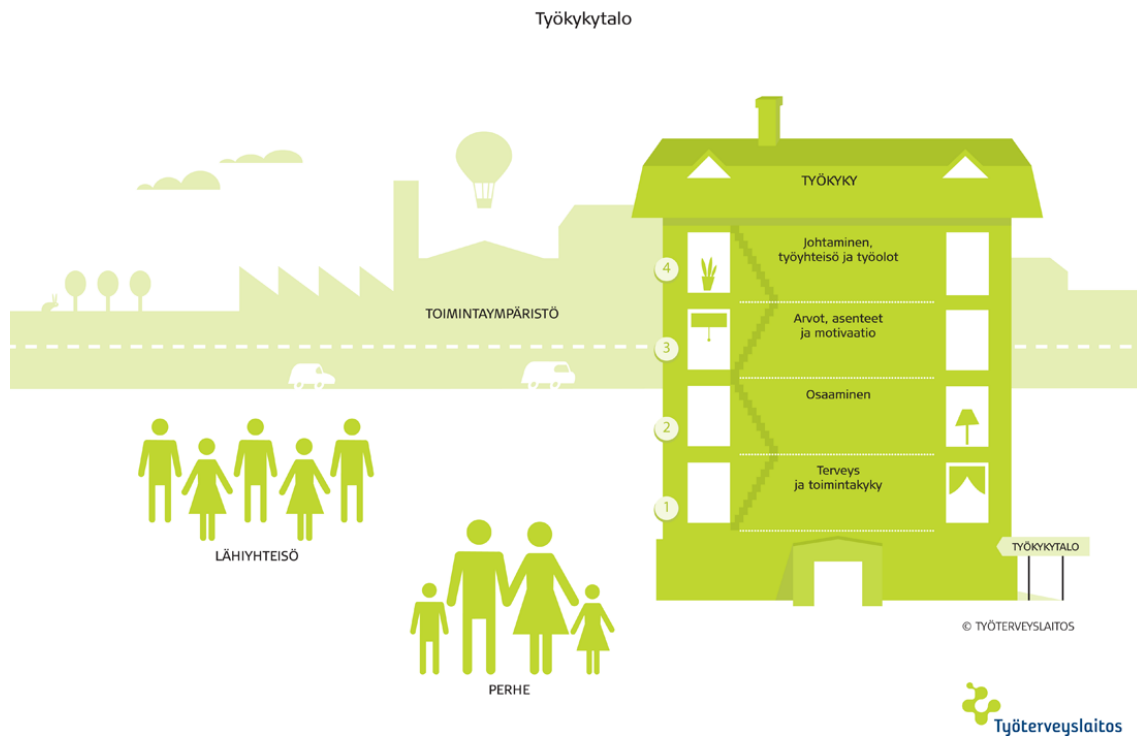 Työkykytalo
TYÖKYKY
4
Johtaminen,
työyhteisö ja työolot
TOIMINTAYMPÄRISTÖ
3
Arvot, asenteet
ja motivaatio
2
Osaaminen
1
Terveys
ja toimintakyky
LÄHIYHTEISÖ
TYÖKYKYTALO
PERHE
© TYÖTERVEYSLAITOS
Työterveyslaitos